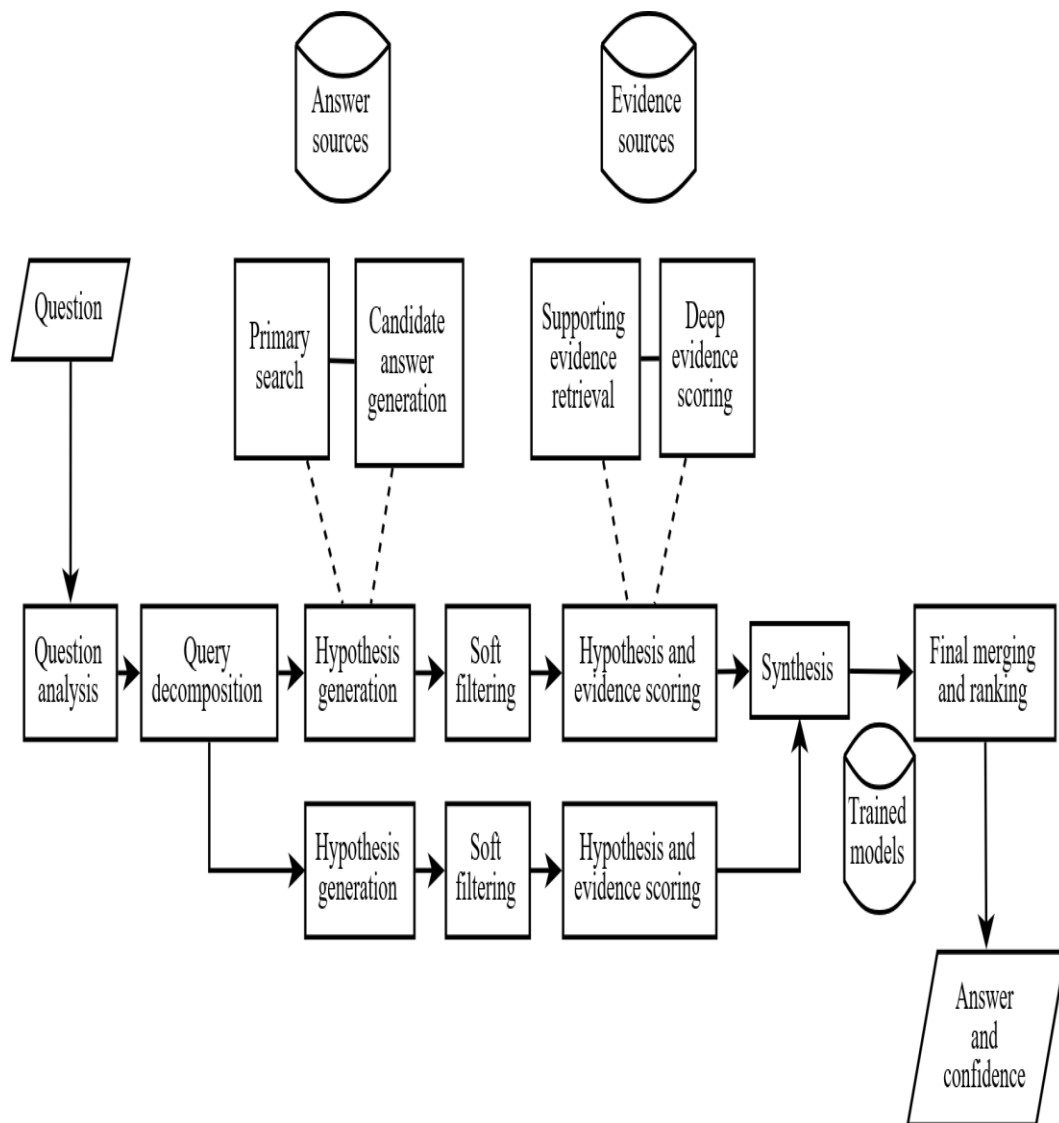 Answer
sources
Evidence
sources
Question
Primary
search
Candidate
answer
generation
Supporting
evidence
retrieval
Deep
evidence
scoring
Question
analysis
Query
decomposition
Hypothesis
generation
Soft
filtering
Hypothesis and
evidence scoring
Synthesis
Final merging
and ranking
Trained
models
Hypothesis
generation
Soft
filtering
Hypothesis and
evidence scoring
Answer
and
confidence